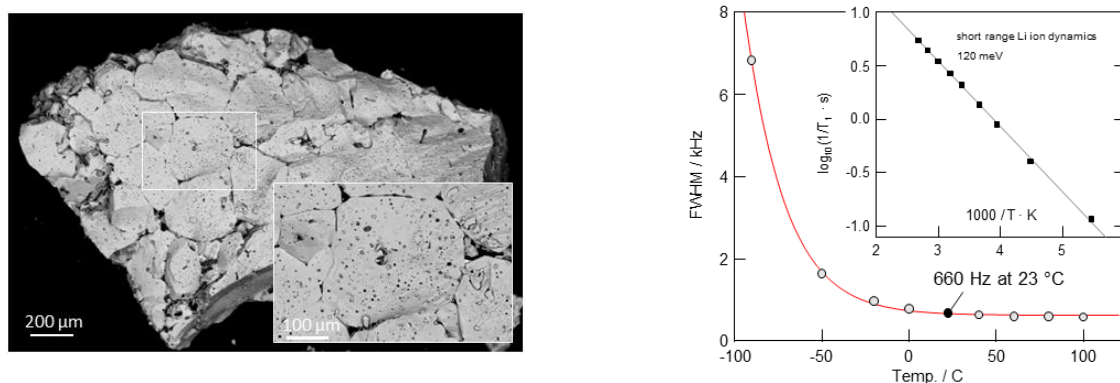 200 µm
100 µm
8
6
4
2
0
FWHM / kHz
-100
-50
0
50
100
Temp. / C
660 Hz at 23 °C
1.0
0.5
0.0
-0.5
-1.0
log10(1/T1 · s)
short range Li ion dynamics
120 meV
1000 /T · K
2
3
4
5